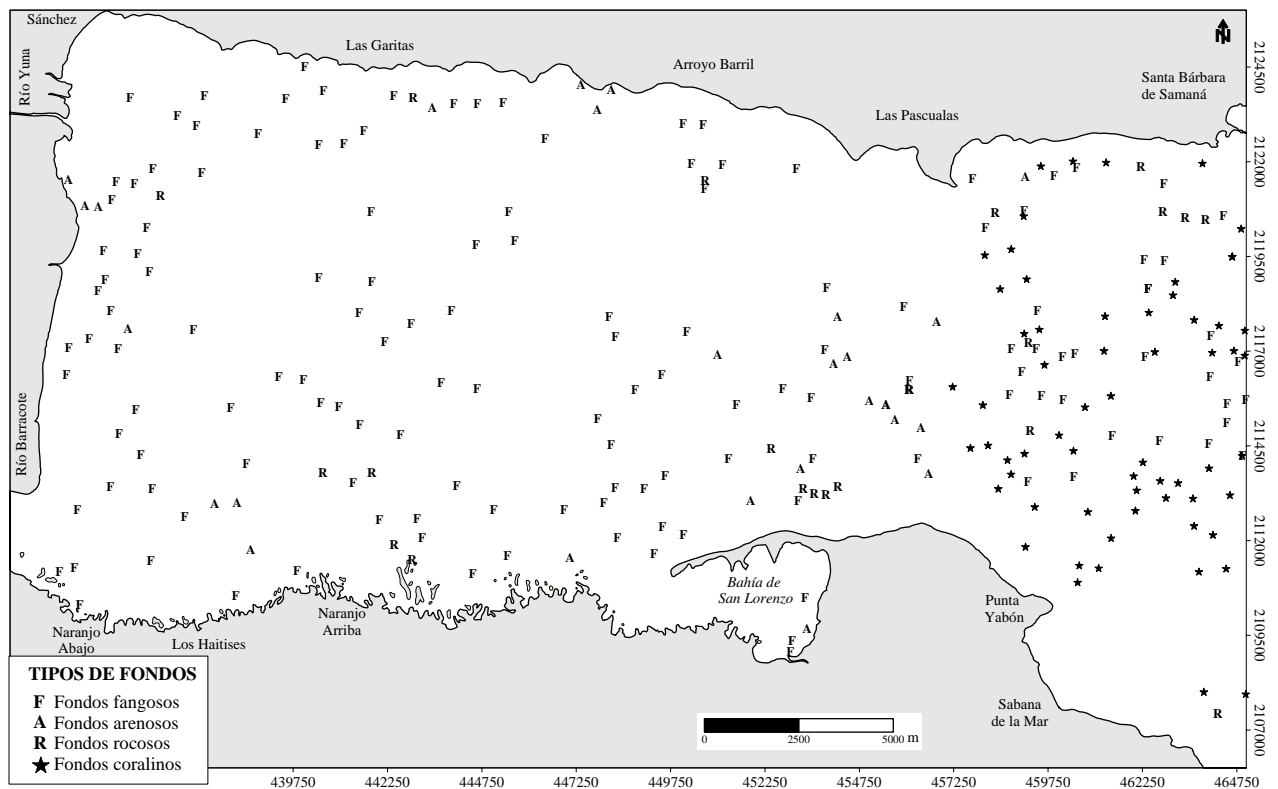 Sánchez
Las Garitas
Arroyo Barril
Santa Bárbara
de Samaná
Las Pascualas
N
Río Yuna
Río Barracote
Bahía de
San Lorenzo
Punta
Yabón
Sabana
de la Mar
Naranjo
Abajo
Los Haitises
Naranjo
Arriba
TIPOS DE FONDOS
F Fondos fangosos
A Fondos arenosos
R Fondos rocosos
★ Fondos coralinos
0 2500 5000 m
2124500
2122000
2119500
2117000
2114500
2112000
2109500
2107000
439750 442250 444750 447250 449750 452250 454750 457250 459750 462250 464750